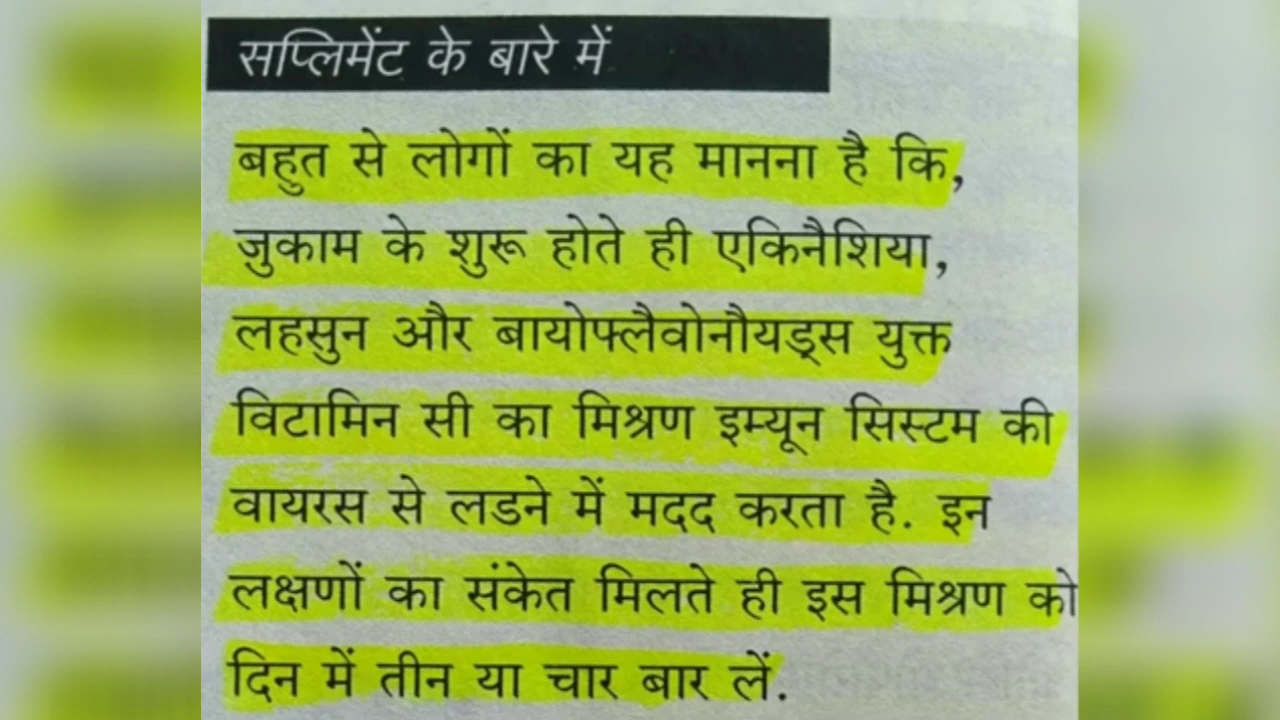 सप्लिमेंट के बारे में
बहुत से लोगों का यह मानना है कि,
जुकाम के शुरू होते ही एकिनैशिया,
लहसुन और बायोफ्लैवोनौयड्स युक्त
विटामिन सी का मिश्रण इम्यून सिस्टम की
वायरस से लडने में मदद करता है. इन
लक्षणों का संकेत मिलते ही इस मिश्रण को
दिन में तीन या चार बार लें.